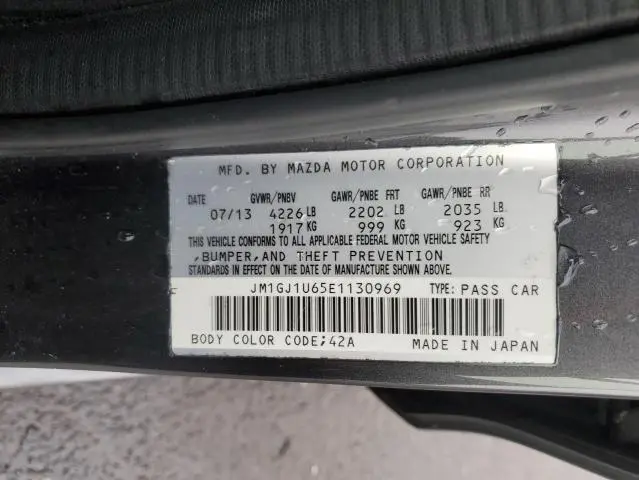 MFD. BY MAZDA MOTOR CORPORATION
DATE GVWR/PNBV GAWR/PNBE FRT GAWR/PNBE RR
07/13 4226 LB 2202 LB 2035 LB
1917 KG 999 KG 923 KG
THIS VEHICLE CONFORMS TO ALL APPLICABLE FEDERAL MOTOR VEHICLE SAFETY
,BUMPER,AND THEFT PREVENTION
STANDARDS IN EFFECT ON THE DATE OF MANUFACTURE SHOWN ABOVE.
JM1GJ1U65E1130969 TYPE: PASS CAR
BODY COLOR CODE;42A MADE IN JAPAN